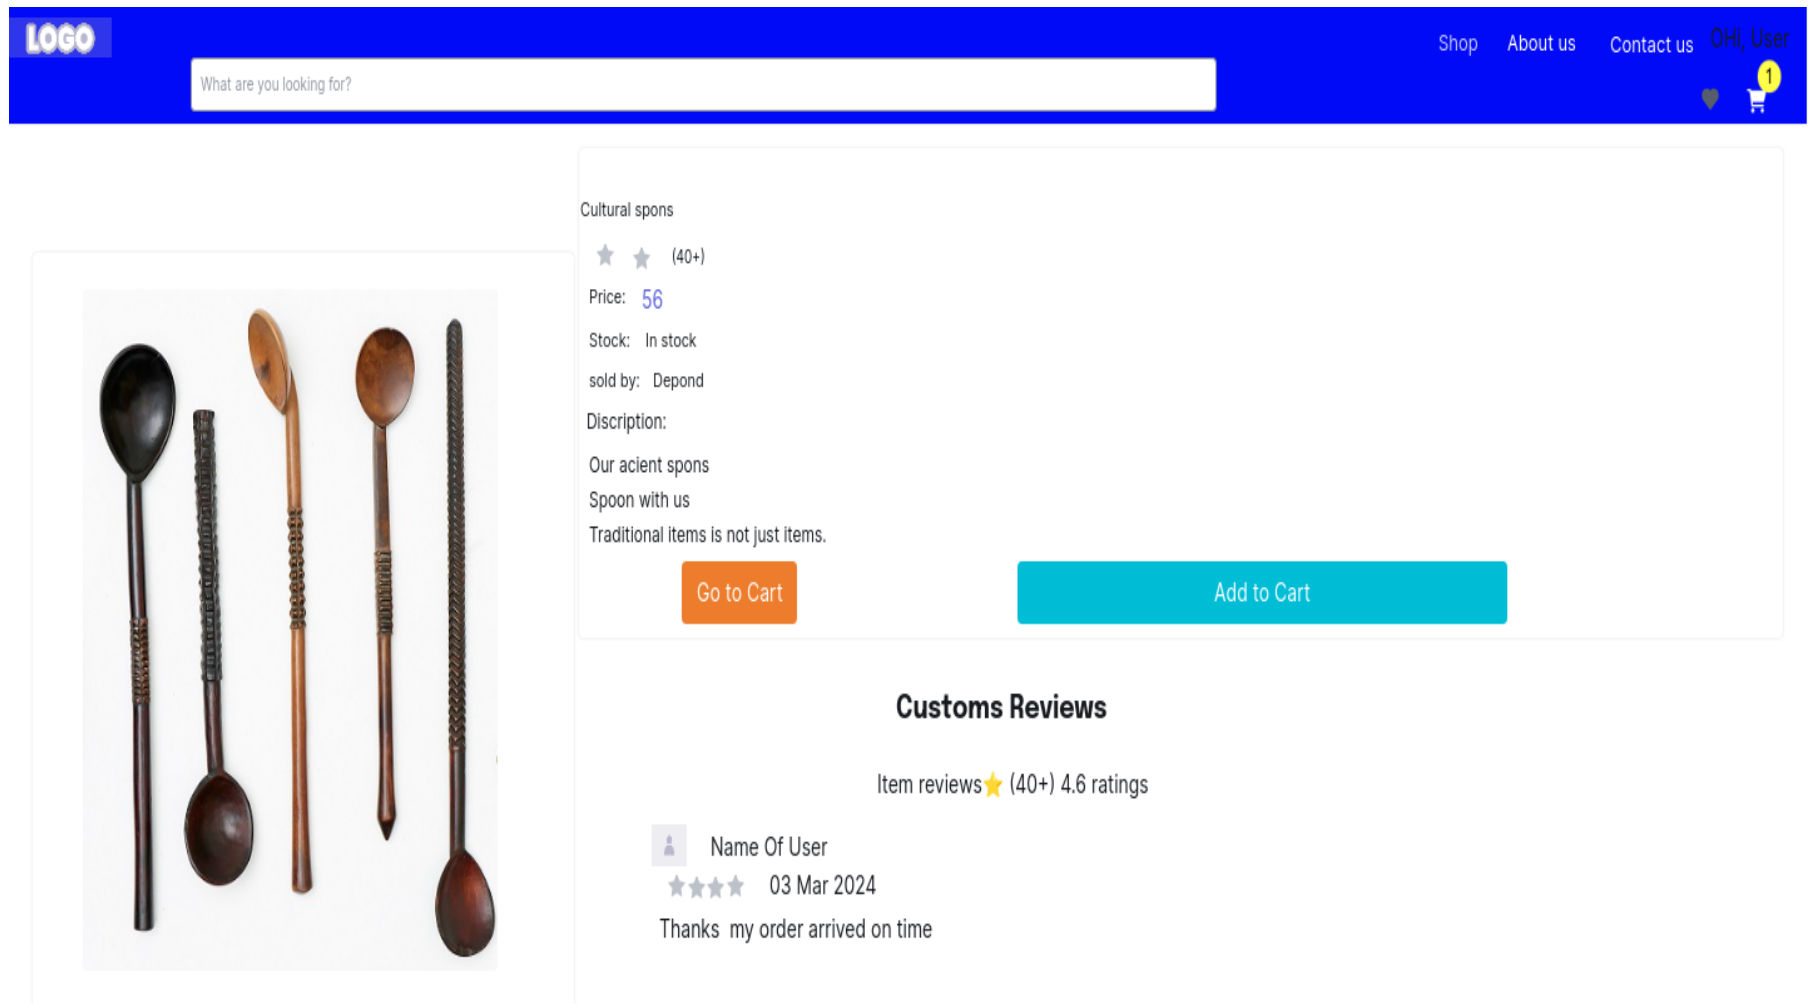 LOGO
Shop About us Contact us OHi, User
What are you looking for?
1
Cultural spons
(40+)
Price: 56
Stock: In stock
sold by: Depond
Discription:
Our acient spons
Spoon with us
Traditional items is not just items.
Go to Cart Add to Cart
Customs Reviews
Item reviews⭐ (40+) 4.6 ratings
Name Of User
03 Mar 2024
Thanks my order arrived on time